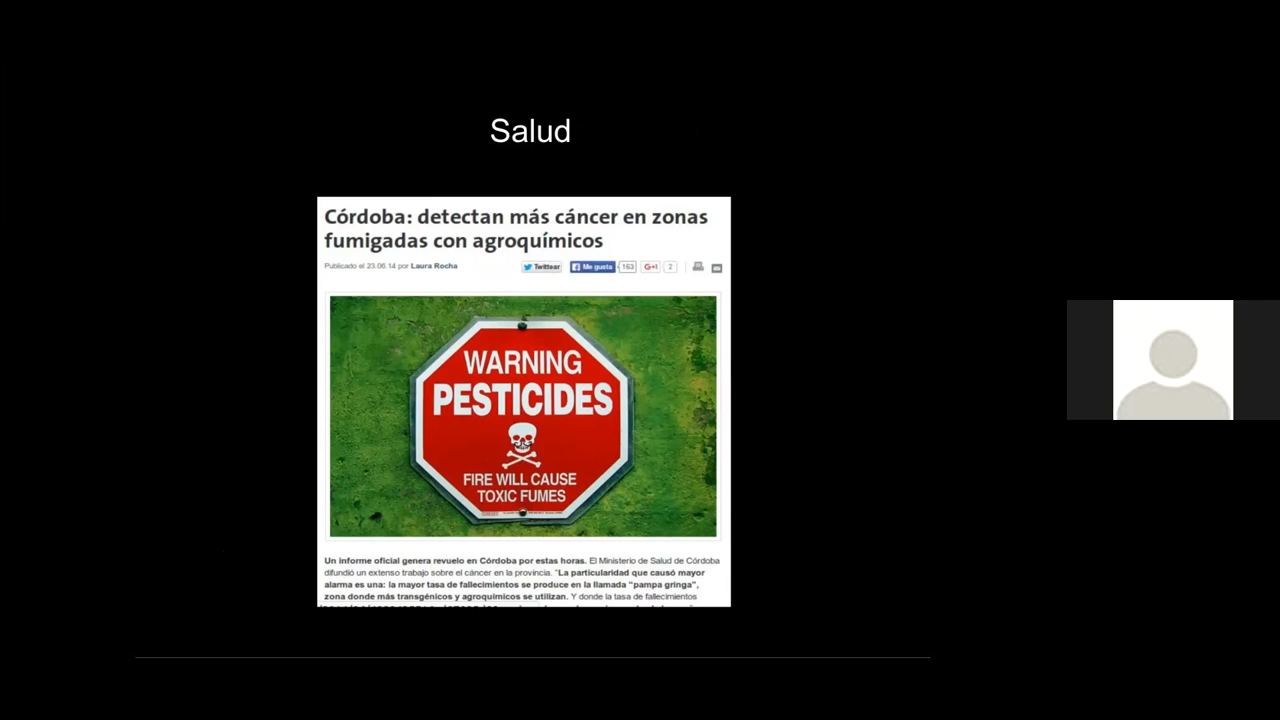 Salud
Córdoba: detectan más cáncer en zonas
fumigadas con agroquímicos
Publicado el 23.06.14 por Laura Rocha
Twittear Me gusta 163 G+1 2
WARNING
PESTICIDES
FIRE WILL CAUSE
TOXIC FUMES
Un informe oficial genera revuelo en Córdoba por estas horas. El Ministerio de Salud de Córdoba
difundió un extenso trabajo sobre el cáncer en la provincia. "La particularidad que causó mayor
alarma es una: la mayor tasa de fallecimientos se produce en la llamada "pampa gringa",
zona donde más transgénicos y agroquímicos se utilizan. Y donde la tasa de fallecimientos